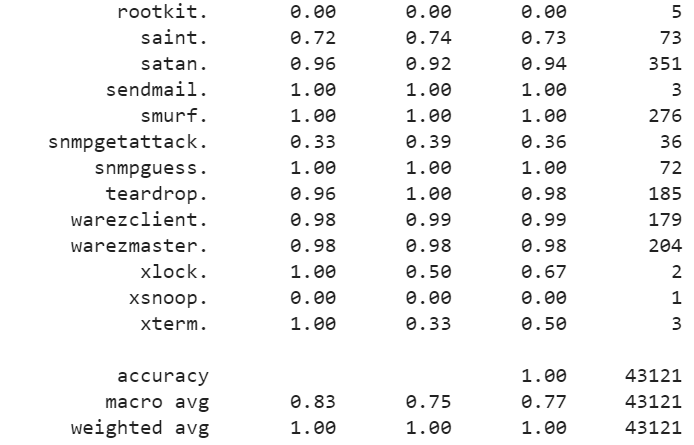 rootkit. 0.00 0.00 0.00 5
saint. 0.72 0.74 0.73 73
satan. 0.96 0.92 0.94 351
sendmail. 1.00 1.00 1.00 3
smurf. 1.00 1.00 1.00 276
snmpgetattack. 0.33 0.39 0.36 36
snmpguess. 1.00 1.00 1.00 72
teardrop. 0.96 1.00 0.98 185
warezclient. 0.98 0.99 0.99 179
warezmaster. 0.98 0.98 0.98 204
xlock. 1.00 0.50 0.67 2
xsnoop. 0.00 0.00 0.00 1
xterm. 1.00 0.33 0.50 3
accuracy 1.00 43121
macro avg 0.83 0.75 0.77 43121
weighted avg 1.00 1.00 1.00 43121